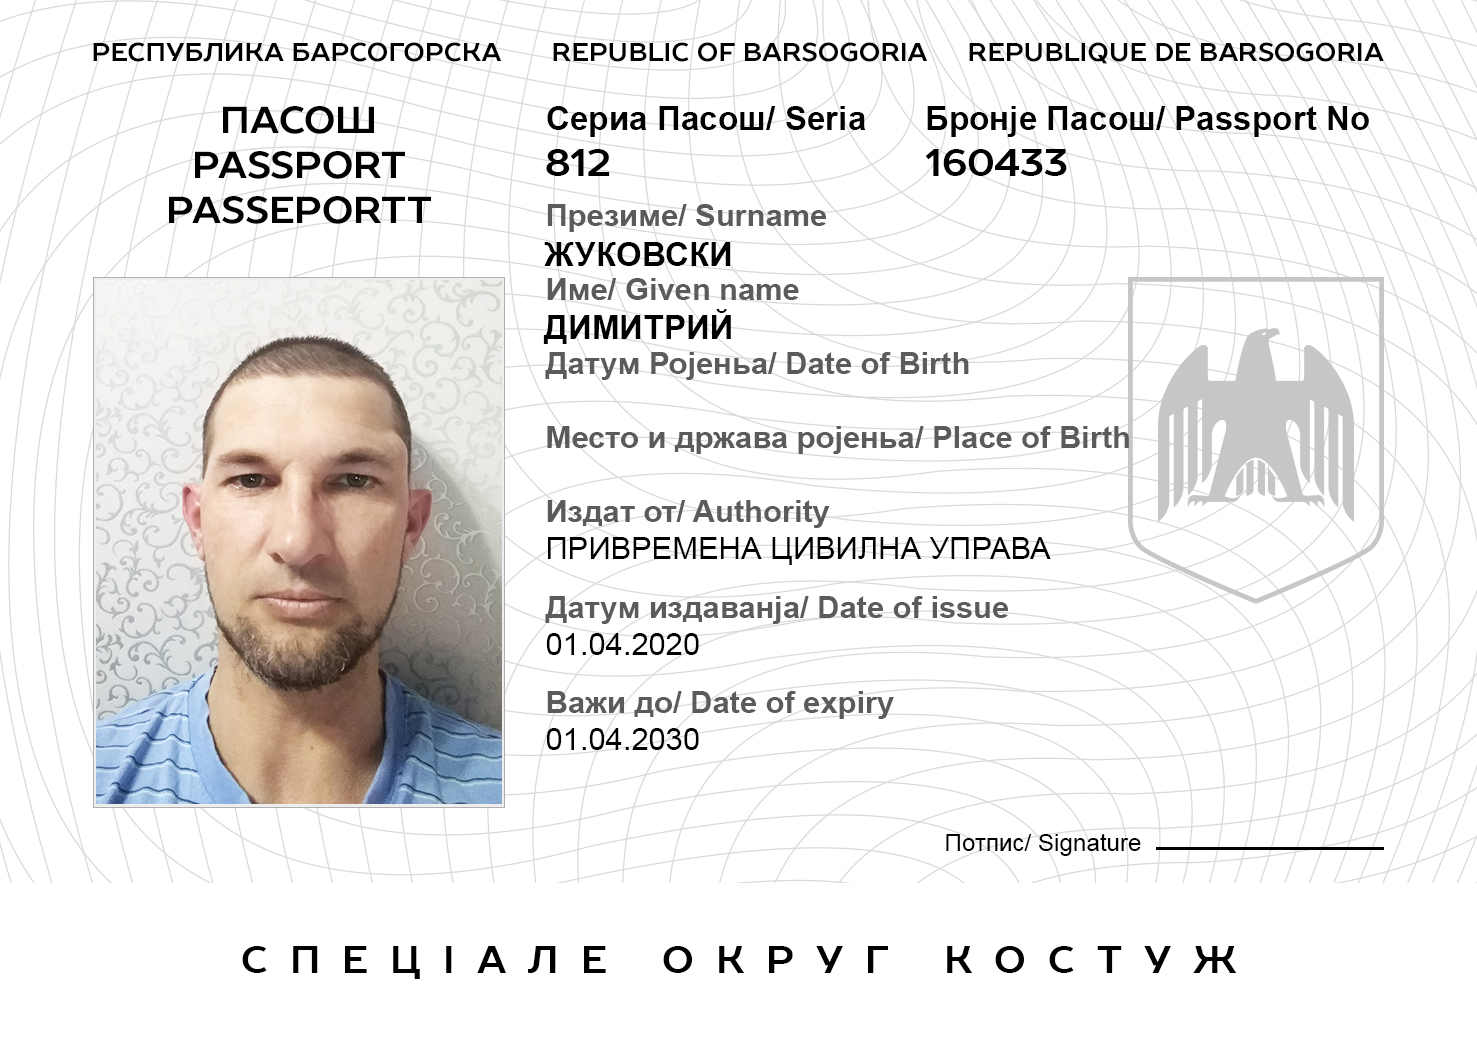 РЕСПУБЛИКА БАРСОГОРСКА REPUBLIC OF BARSOGORIA REPUBLIQUE DE BARSOGORIA
ПАСОШ
PASSPORT
PASSEPORTT
Сериа Пасош/ Seria
812
Бронје Пасош/ Passport No
160433
Презиме/ Surname
ЖУКОВСКИ
Име/ Given name
ДИМИТРИЙ
ДатумРојења/ Date of Birth
Место и држава ројења/ Place of Birth
Издат от/ Authority
ПРИВРЕМЕНА ЦИВИЛНА УПРАВА
Датум издаванја/ Date of issue
01.04.2020
Важи до/ Date of expiry
01.04.2030
Потпис/ Signature
СПЕЦІАЛЕ ОКРУГ КОСТУЖ